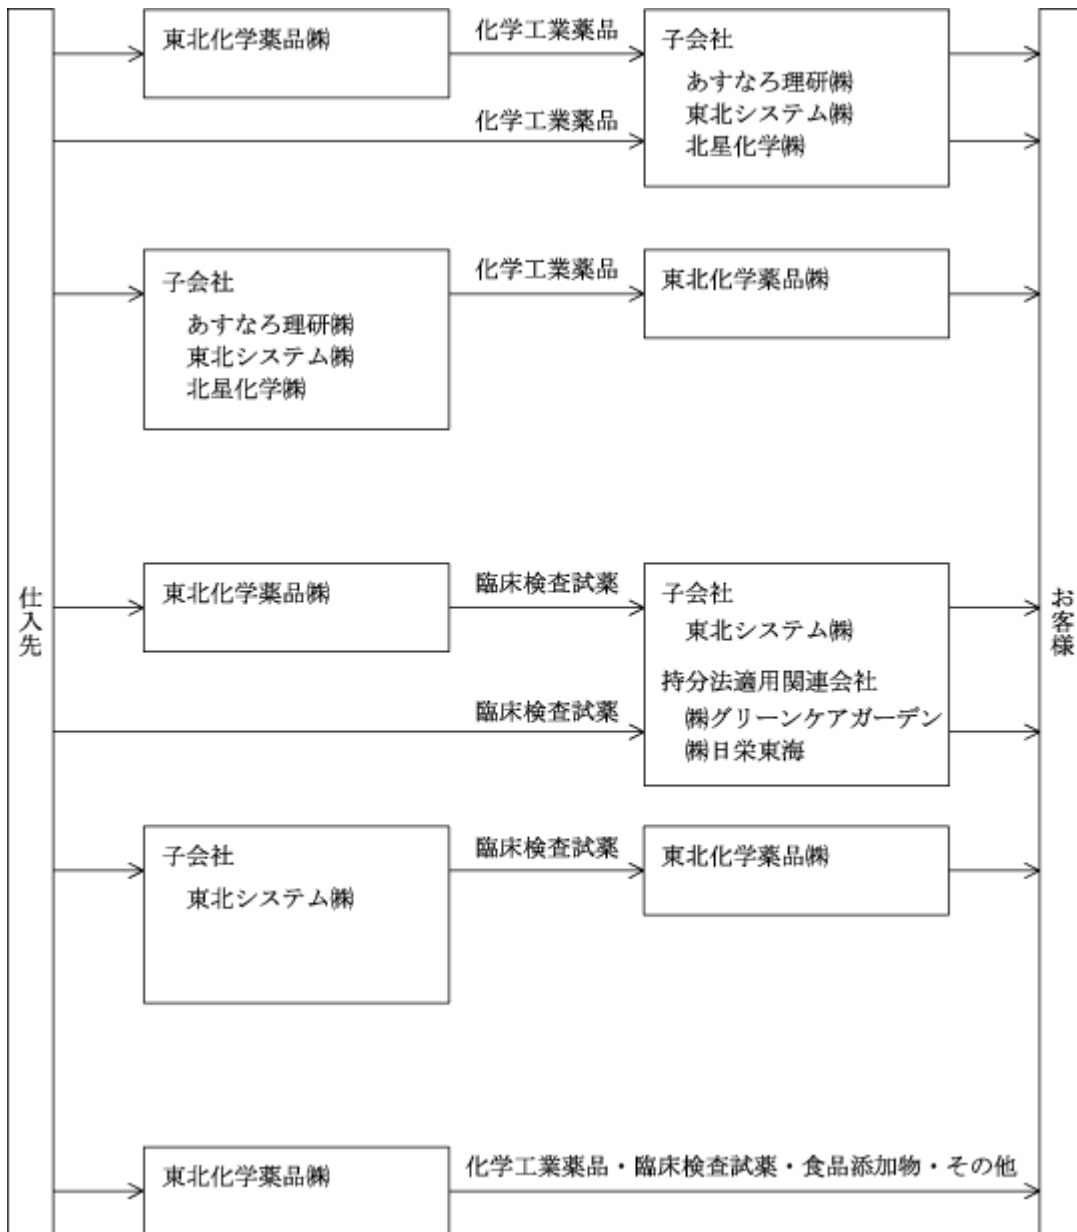 東北化学薬品㈱
化学工業薬品
子会社
あすなろ理研㈱
東北システム㈱
北星化学㈱
化学工業薬品
子会社
あすなろ理研㈱
東北システム㈱
北星化学㈱
化学工業薬品
東北化学薬品㈱
仕入先
東北化学薬品㈱
臨床検査試薬
子会社
東北システム㈱
持分法適用関連会社
㈱グリーンケアガーデン
㈱日栄東海
臨床検査試薬
お客様
子会社
東北システム㈱
臨床検査試薬
東北化学薬品㈱
東北化学薬品㈱
化学工業薬品・臨床検査試薬・食品添加物・その他